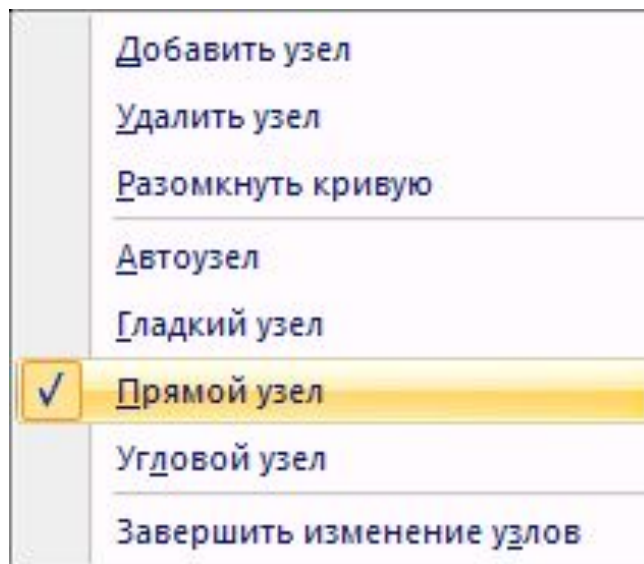 Добавить узел
Удалить узел
Разомкнуть кривую
Автоузел
Гладкий узел
Прямой узел
Угловой узел
Завершить изменение узлов